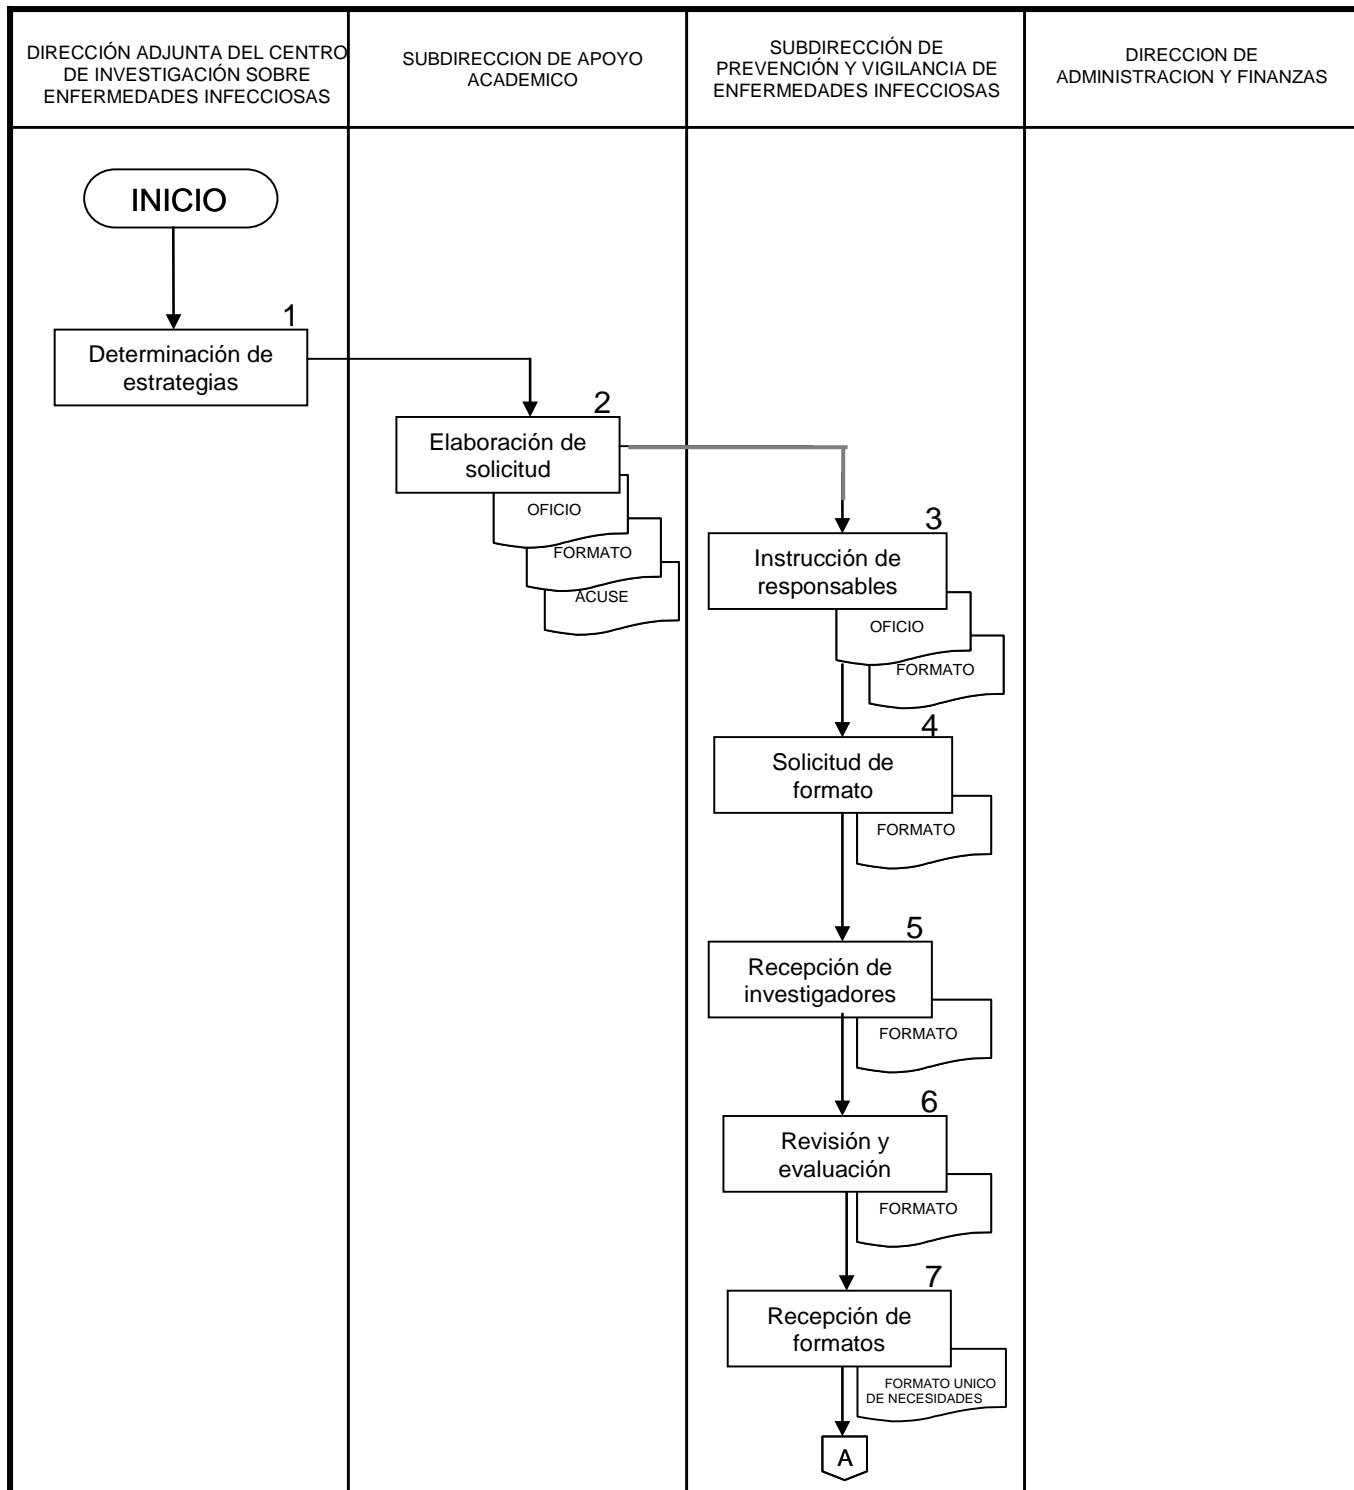 DIRECCIÓN ADJUNTA DEL CENTRO
DE INVESTIGACIÓN SOBRE
ENFERMEDADES INFECCIOSAS
SUBDIRECCION DE APOYO
ACADEMICO
SUBDIRECCIÓN DE
PREVENCIÓN Y VIGILANCIA DE
ENFERMEDADES INFECCIOSAS
DIRECCION DE
ADMINISTRACION Y FINANZAS
INICIO
1
Determinación de
estrategias
2
Elaboración de
solicitud
OFICIO
FORMATO
ACUSE
3
Instrucción de
responsables
OFICIO
FORMATO
4
Solicitud de
formato
FORMATO
5
Recepción de
investigadores
FORMATO
6
Revisión y
evaluación
FORMATO
7
Recepción de
formatos
FORMATO UNICO
DE NECESIDADES
A